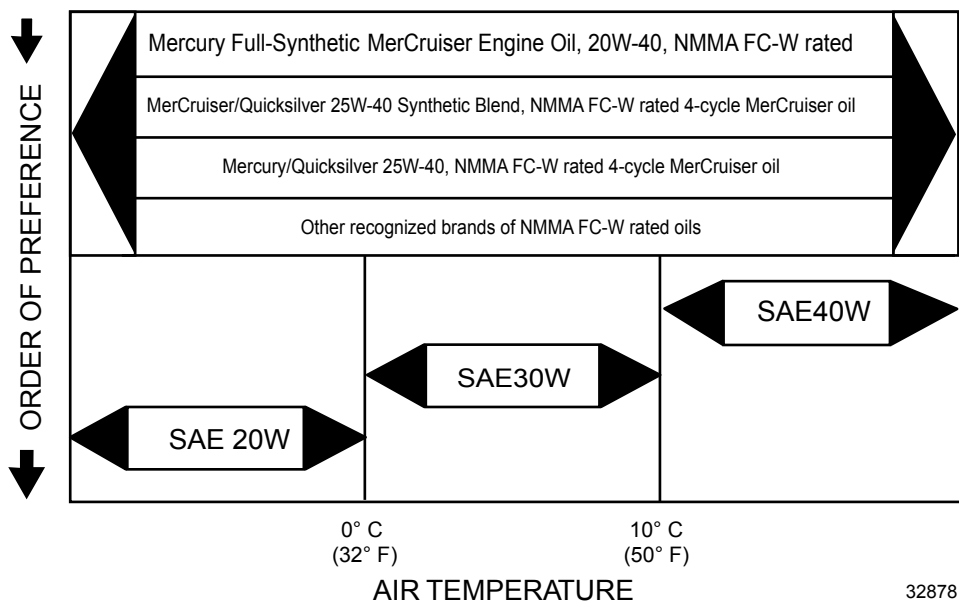 ORDER OF PREFERENCE
Mercury Full-Synthetic MerCruiser Engine Oil, 20W-40, NMMA FC-W rated
MerCruiser/Quicksilver 25W-40 Synthetic Blend, NMMA FC-W rated 4-cycle MerCruiser oil
Mercury/Quicksilver 25W-40, NMMA FC-W rated 4-cycle MerCruiser oil
Other recognized brands of NMMA FC-W rated oils
SAE40W
SAE30W
SAE 20W
0° C
(32° F)
10° C
(50° F)
AIR TEMPERATURE
32878